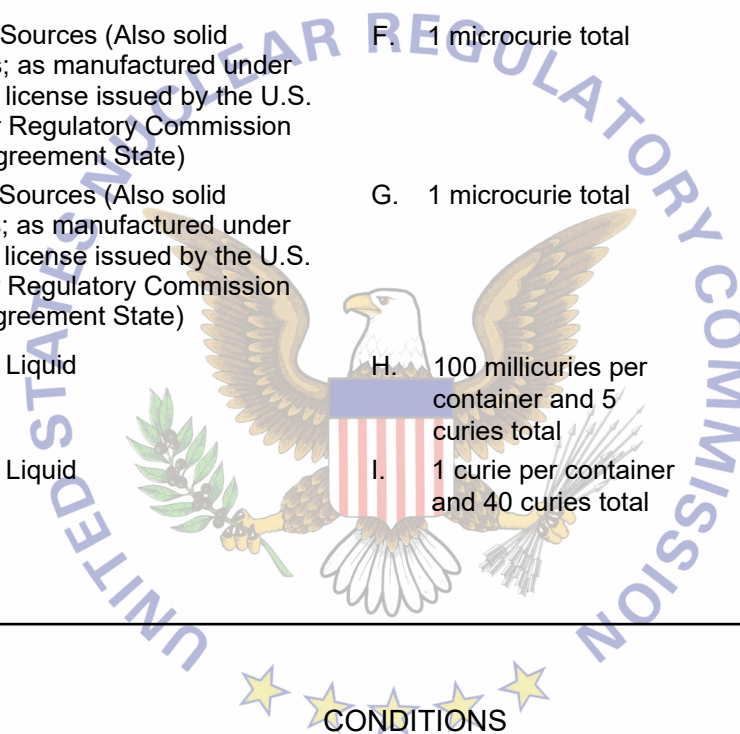 Sources (Also solid
; as manufactured under
license issued by the U.S.
Regulatory Commission
greement State)
F. 1 microcurie total
Sources (Also solid
; as manufactured under
license issued by the U.S.
Regulatory Commission
greement State)
G. 1 microcurie total
Liquid
H. 100 millicuries per
container and 5
curies total
Liquid
I. 1 curie per container
and 40 curies total
CONDITIONS
UNITED STATES NUCLEAR REGULATORY COMMISSION